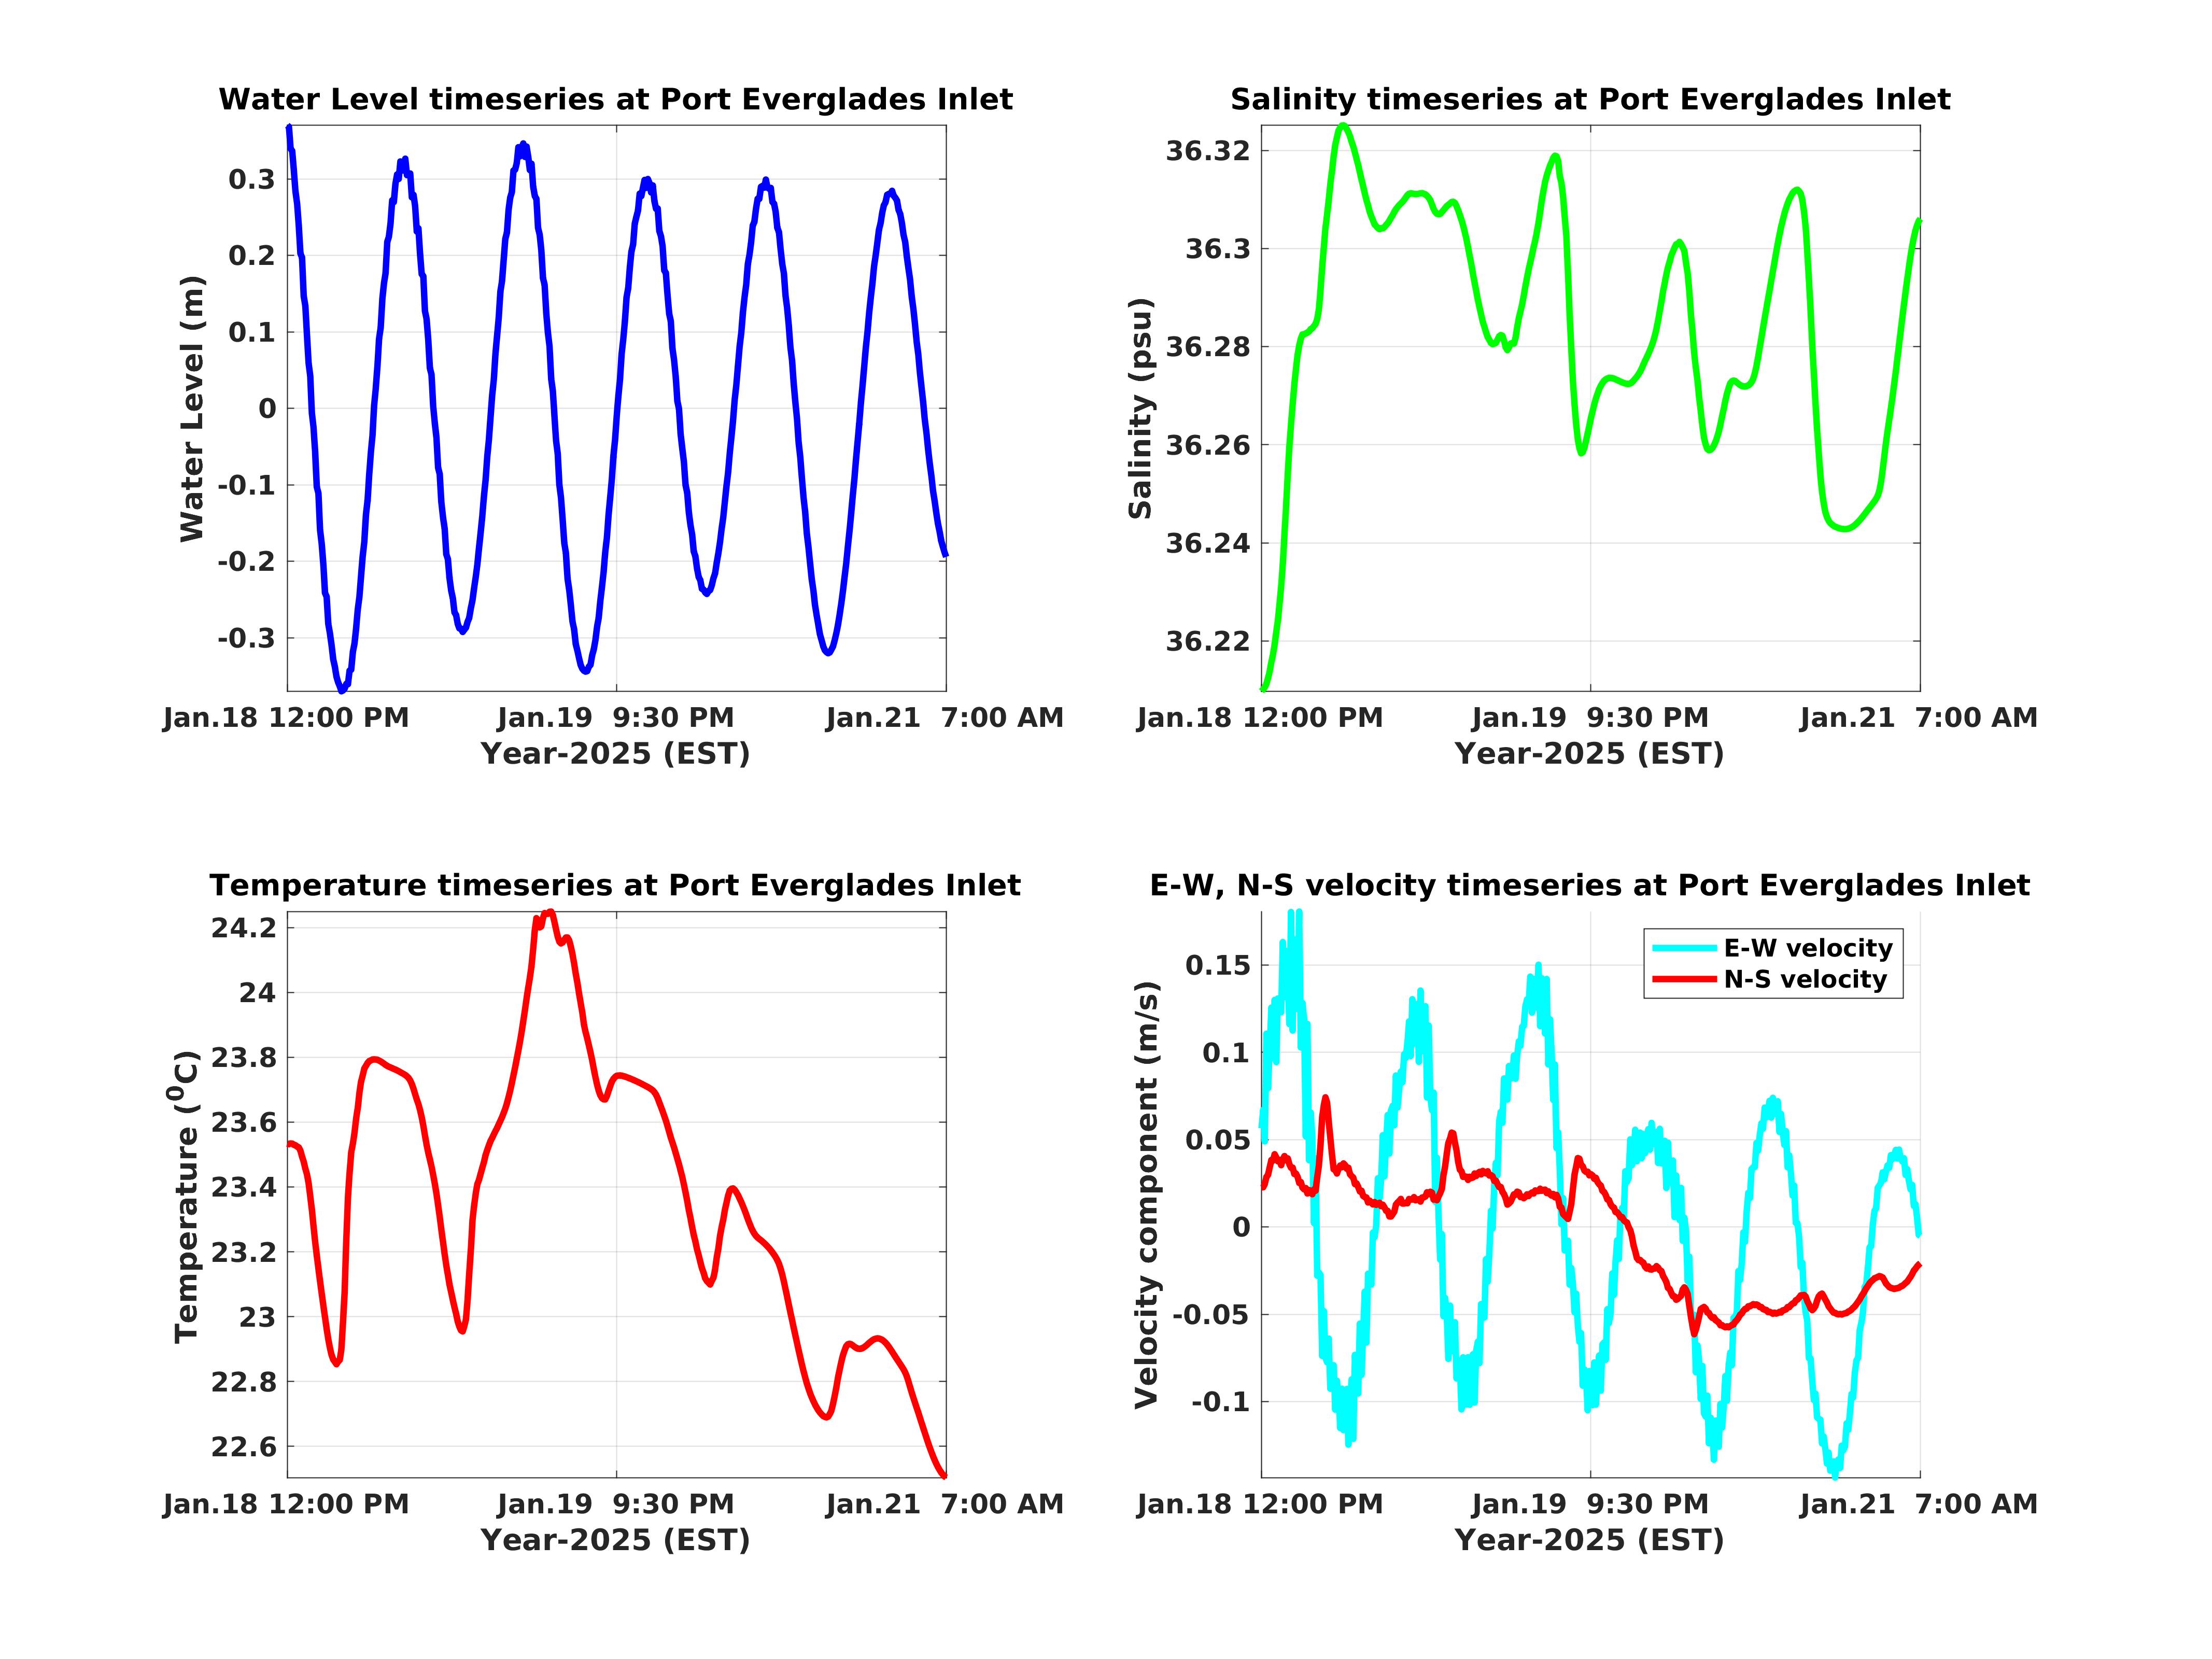 Water Level timeseries at Port Everglades Inlet
0.3
0.2
0.1
0
-0.1
-0.2
-0.3
Water Level (m)
Jan.18 12:00 PM
Jan.19  9:30 PM
Jan.21  7:00 AM
Year-2025 (EST)
Salinity timeseries at Port Everglades Inlet
36.32
36.3
36.28
36.26
36.24
36.22
Salinity (psu)
Jan.18 12:00 PM
Jan.19  9:30 PM
Jan.21  7:00 AM
Year-2025 (EST)
Temperature timeseries at Port Everglades Inlet
24.2
24
23.8
23.6
23.4
23.2
23
22.8
22.6
Temperature (⁰C)
Jan.18 12:00 PM
Jan.19  9:30 PM
Jan.21  7:00 AM
Year-2025 (EST)
E-W, N-S velocity timeseries at Port Everglades Inlet
E-W velocity
N-S velocity
0.15
0.1
0.05
0
-0.05
-0.1
Velocity component (m/s)
Jan.18 12:00 PM
Jan.19  9:30 PM
Jan.21  7:00 AM
Year-2025 (EST)